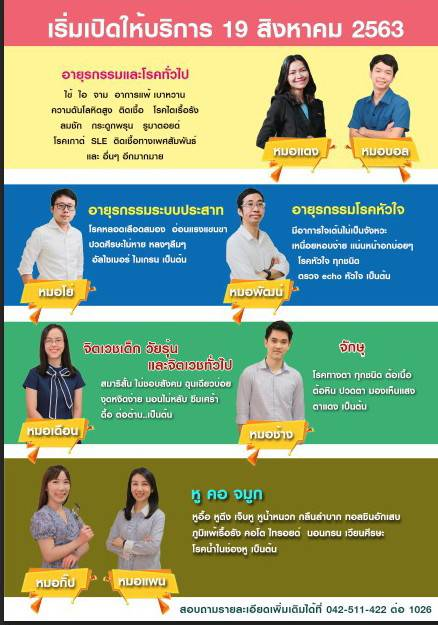 เริ่มเปิดให้บริการ 19 สิงหาคม 2563
อายุรกรรมและโรคทั่วไป
ไข้ ไอ จาม อาการแพ้ เบาหวาน
ความดันโลหิตสูง ติดเชื้อ โรคไตเรื้อรัง
ลมชัก กระดูกพรุน รูมาตอยด์
โรคเกาต์ SLE ติดเชื้อทางเพศสัมพันธ์
และ อื่นๆ อีกมากมาย
หมอแตง
หมอบอล
อายุรกรรมระบบประสาท
โรคหลอดเลือดสมอง อ่อนแรงแขนขา
ปวดศีรษะไม่หาย หลงๆลืมๆ
อัลไซเมอร์ ไมเกรน เป็นต้น
หมอโย่
อายุรกรรมโรคหัวใจ
มีอาการใจเต้นไม่เป็นจังหวะ
เหนื่อยหอบง่าย แน่นหน้าอกบ่อยๆ
โรคหัวใจ ทุกชนิด
ตรวจ echo หัวใจ เป็นต้น
หมอพัฒน์
จิตเวชเด็ก วัยรุ่น
และจิตเวชทั่วไป
สมาธิสั้น ไม่ชอบสังคม ฉุนเฉียวบ่อย
หงุดหงิดง่าย นอนไม่หลับ ซึมเศร้า
ดื้อ ต่อต้าน..เป็นต้น
หมอเดือน
จักษุ
โรคทางตา ทุกชนิด ต้อเนื้อ
ต้อหิน ปวดตา มองเห็นแสง
ตาแดง เป็นต้น
หมอช้าง
หู คอ จมูก
หูอื้อ หูตึง เจ็บหู หูน้ำหนวก กลืนลำบาก ทอลซินอักเสบ
ภูมิแพ้เรื้อรัง คอโต ไทรอยด์ นอนกรน เวียนศีรษะ
โรคน้ำในช่องหู เป็นต้น
หมอกิ๊ป
หมอแพน
สอบถามรายละเอียดเพิ่มเติมได้ที่ 042-511-422 ต่อ 1026